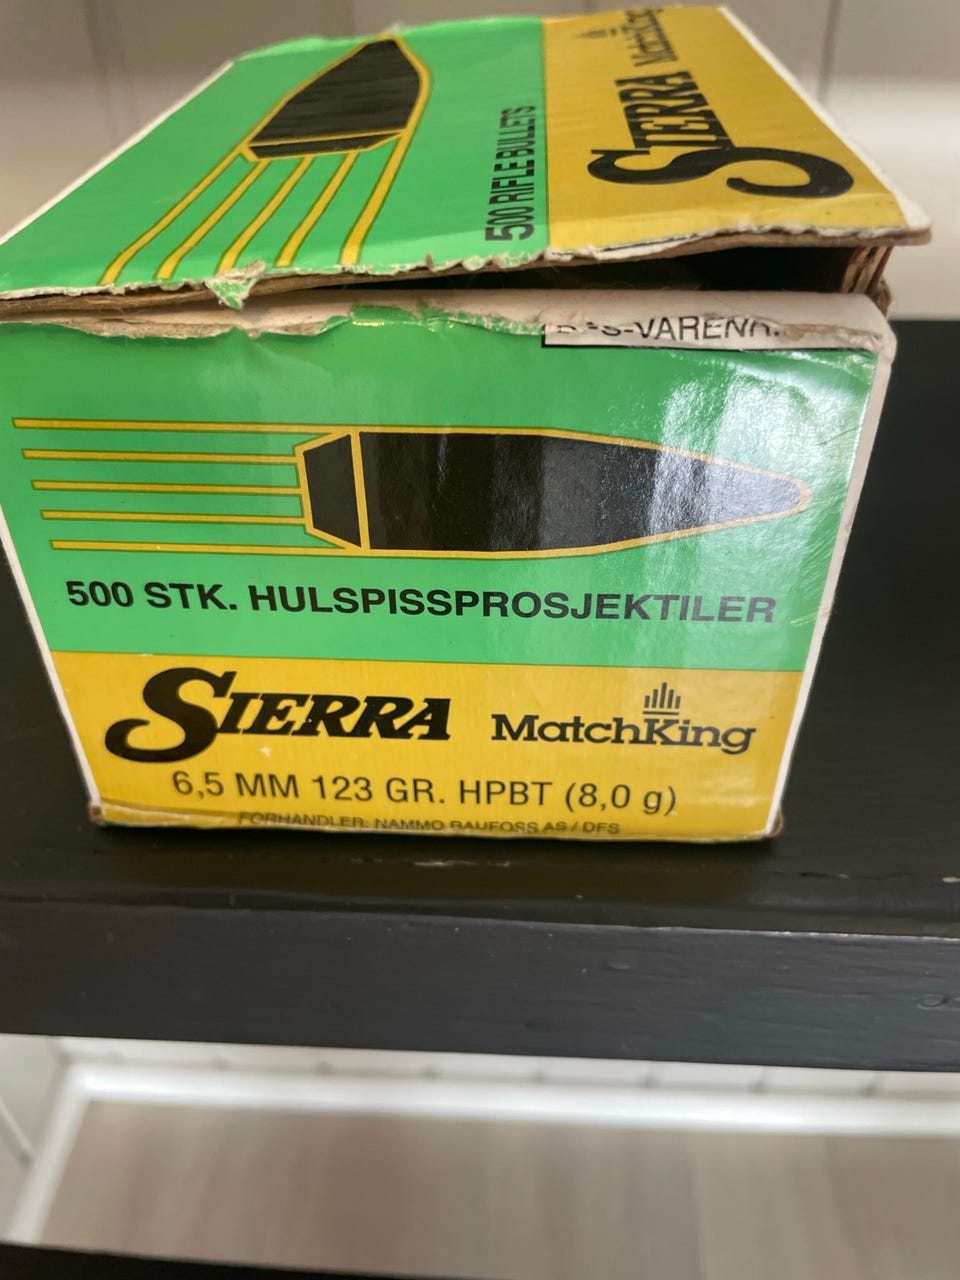 MatchKing
SIERRA
500 RIFLE BULLETS
S-VARENR.
500 STK. HULSPISSPROSJEKTILER
SIERRA MatchKing
6,5 MM 123 GR. HPBT (8,0 g)
FORHANDLER: NAMMO RAUFOSS AS / DFS